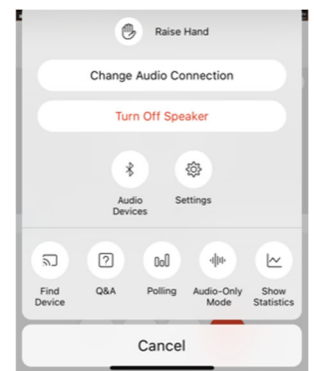 Raise Hand
Change Audio Connection
Turn Off Speaker
Audio
Devices
Settings
Find
Device
Q&A
Polling
Audio-Only
Mode
Show
Statistics
Cancel